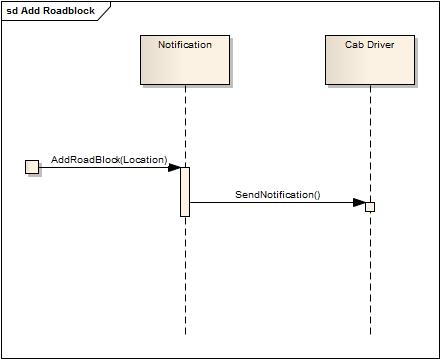 sd Add Roadblock
Notification
Cab Driver
AddRoadBlock(Location)
SendNotification()